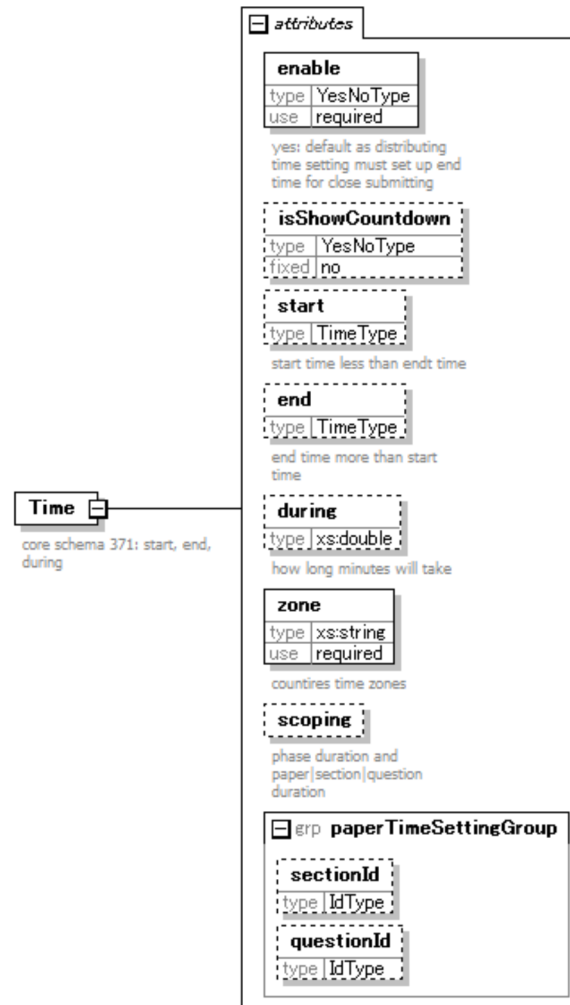 attributes
enable
type YesNoType
use required
yes: default as distributing
time setting must set up end
time for close submitting
isShowCountdown
type YesNoType
fixed no
start
type TimeType
start time less than endt time
end
type TimeType
end time more than start
time
Time
core schema 371: start, end,
during
during
type xs:double
how long minutes will take
zone
type xs:string
use required
countires time zones
scoping
phase duration and
paper|section|question
duration
grp paperTimeSettingGroup
sectionId
type IdType
questionId
type IdType